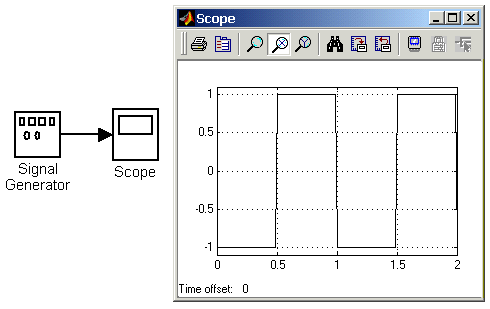 Scope
1
0.5
0
-0.5
-1
0 0.5 1 1.5 2
Time offset: 0
Signal
Generator
Scope